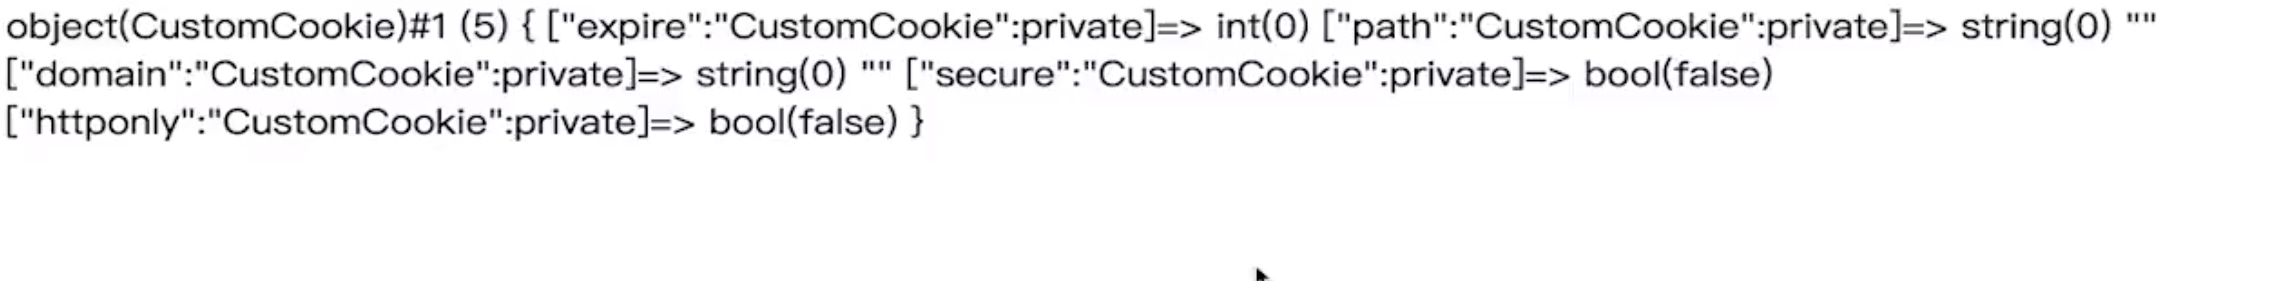 object(CustomCookie)#1 (5) { ["expire":"CustomCookie":private]=> int(0) ["path":"CustomCookie":private]=> string(0) ""
["domain":"CustomCookie":private]=> string(0) "" ["secure":"CustomCookie":private]=> bool(false)
["httponly":"CustomCookie":private]=> bool(false) }